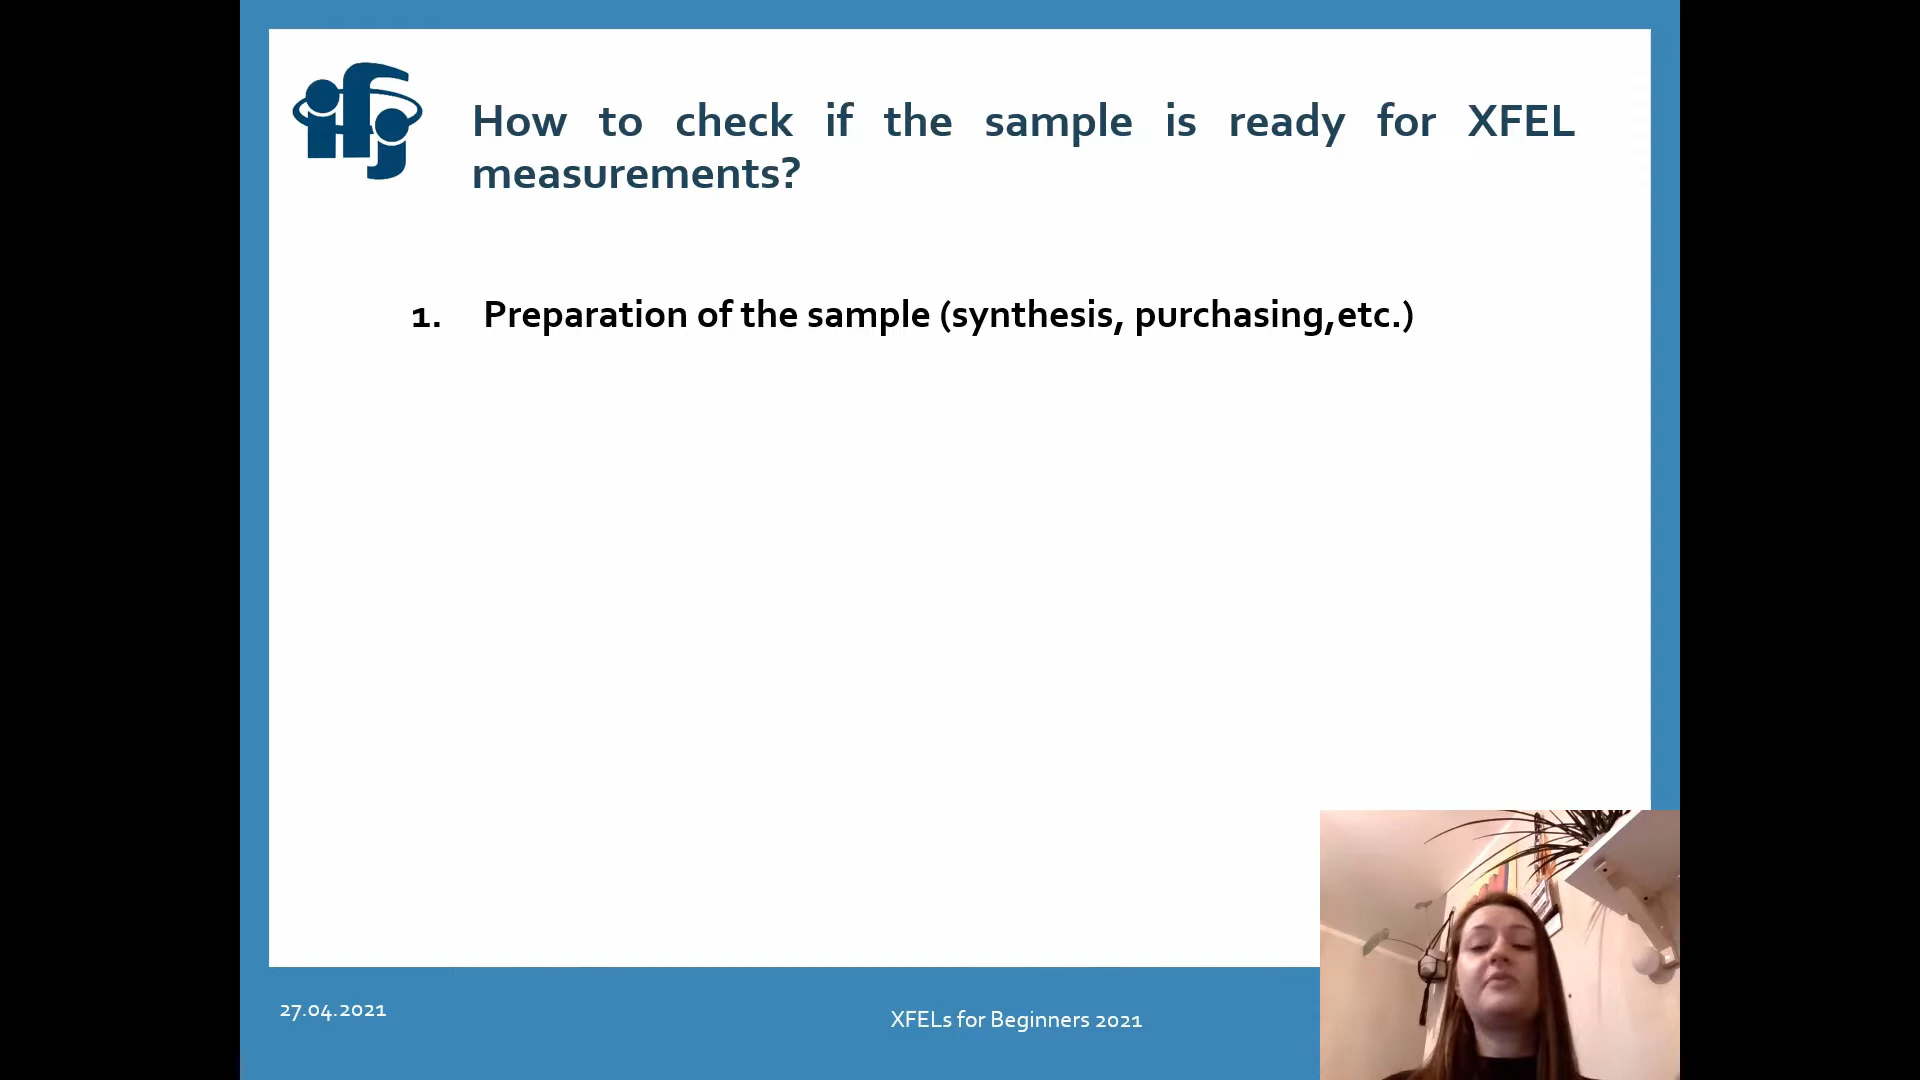 ifj
How to check if the sample is ready for XFEL
measurements?
1. Preparation of the sample (synthesis, purchasing,etc.)
27.04.2021
XFELs for Beginners 2021